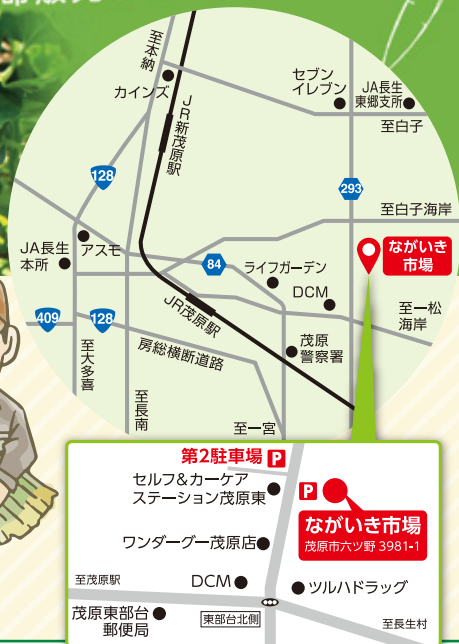 至本納
カインズ
JR新茂原駅
セブン
イレブン
JA長生
東郷支所
至白子
128
293
至白子海岸
JA長生
本所
アスモ
84
ライフガーデン
DCM
ながいき
市場
至一松
海岸
409
128
JR茂原駅
茂原
警察署
房総横断道路
至大多喜
至長南
至一宮
第2駐車場 P
セルフ&カーケア
ステーション茂原東
P
ながいき市場
茂原市六ツ野 3981-1
ワンダーグー茂原店
至茂原駅
DCM
ツルハドラッグ
茂原東部台
郵便局
東部台北側
至長生村